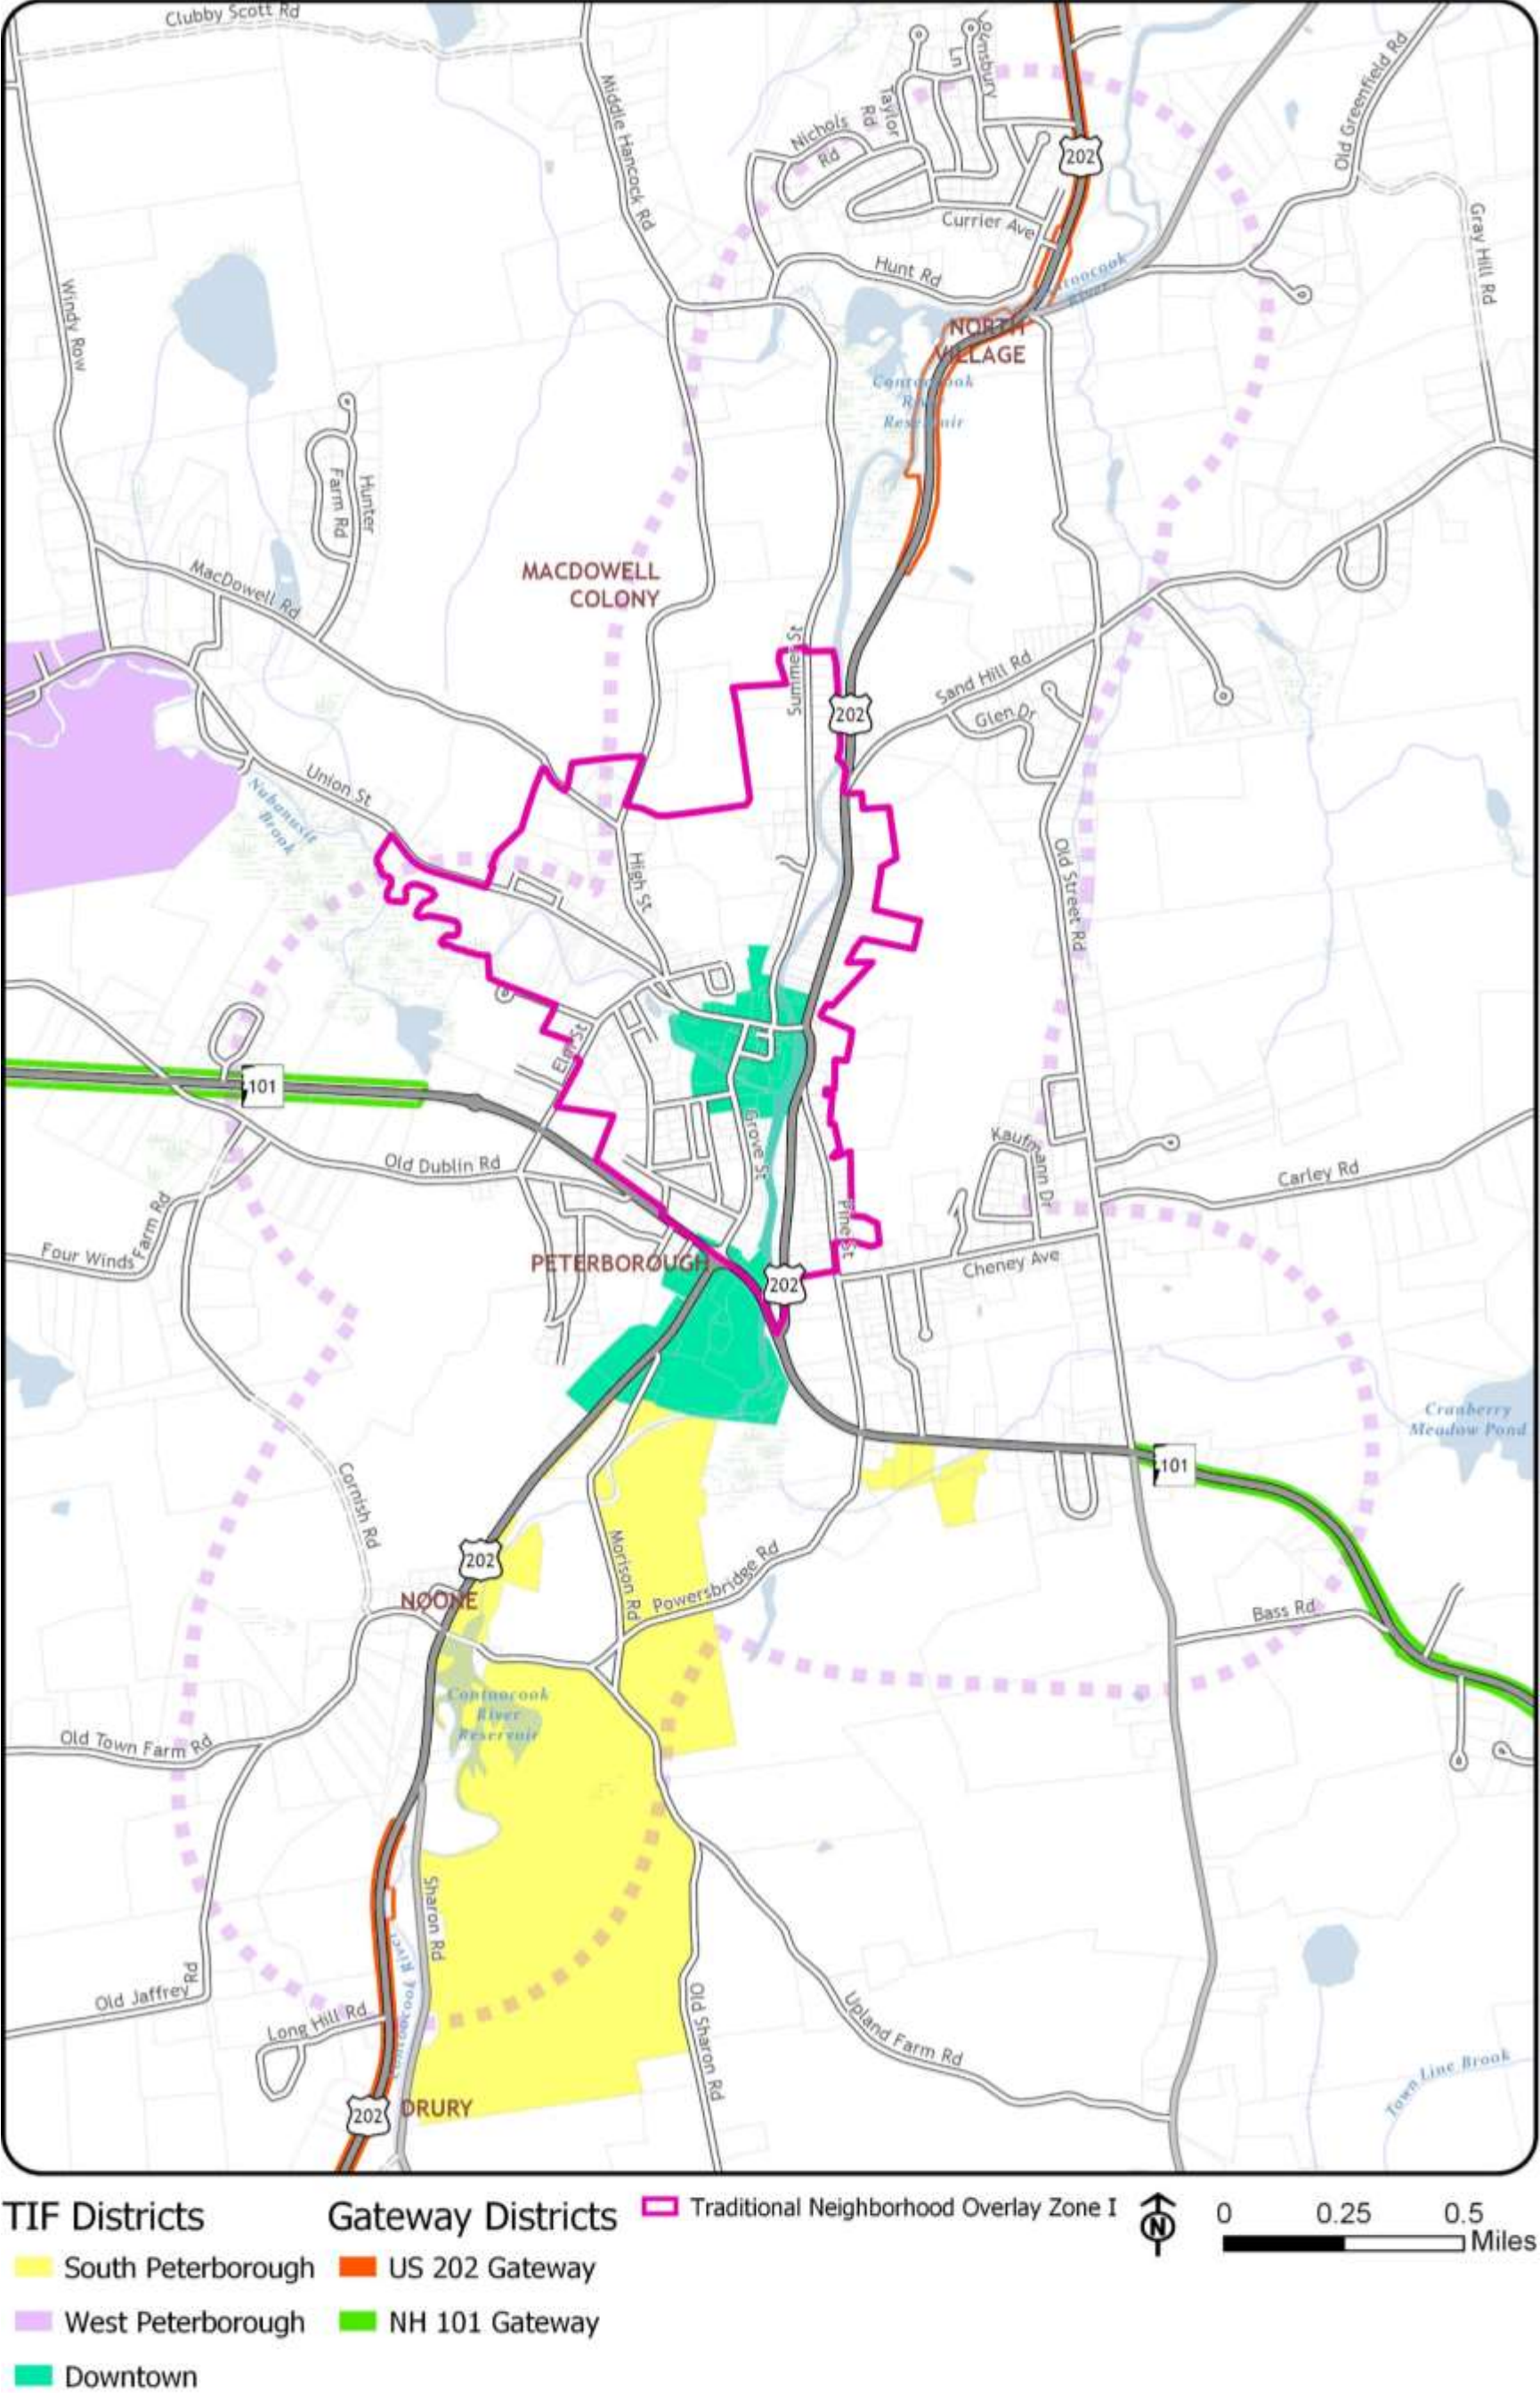 Clubby Scott Rd
Middle Hancock Rd
Lounsbury
Ln
Taylor
Rd
Nichols
Rd
202
Old Greenfield Rd
Gray Hill Rd
Currier Ave
Hunt Rd
River
Windy Row
NORTH
VILLAGE
Hunter
Farm Rd
MacDowell Rd
MACDOWELL
COLONY
Summer St
202
Sand Hill Rd
Glen Dr
Union St
Nubanusit
Brook
High St
Old Street Rd
Elm St
101
Grove St
Kaufmann Dr
Old Dublin Rd
Carley Rd
Four Winds Farm Rd
Pine St
PETERBOROUGH
202
Cheney Ave
Cranberry
Meadow Pond
101
Cornish Rd
202
Morison Rd
Powersbridge Rd
NOONE
Bass Rd
Contoocook
River
Reservoir
Old Town Farm Rd
Sharon Rd
Contoocook River
Old Jaffrey Rd
Long Hill Rd
Old Sharon Rd
Upland Farm Rd
Town Line Brook
202
DRURY
TIF Districts
Gateway Districts
Traditional Neighborhood Overlay Zone I
N
0 0.25 0.5
Miles
South Peterborough
US 202 Gateway
West Peterborough
NH 101 Gateway
Downtown